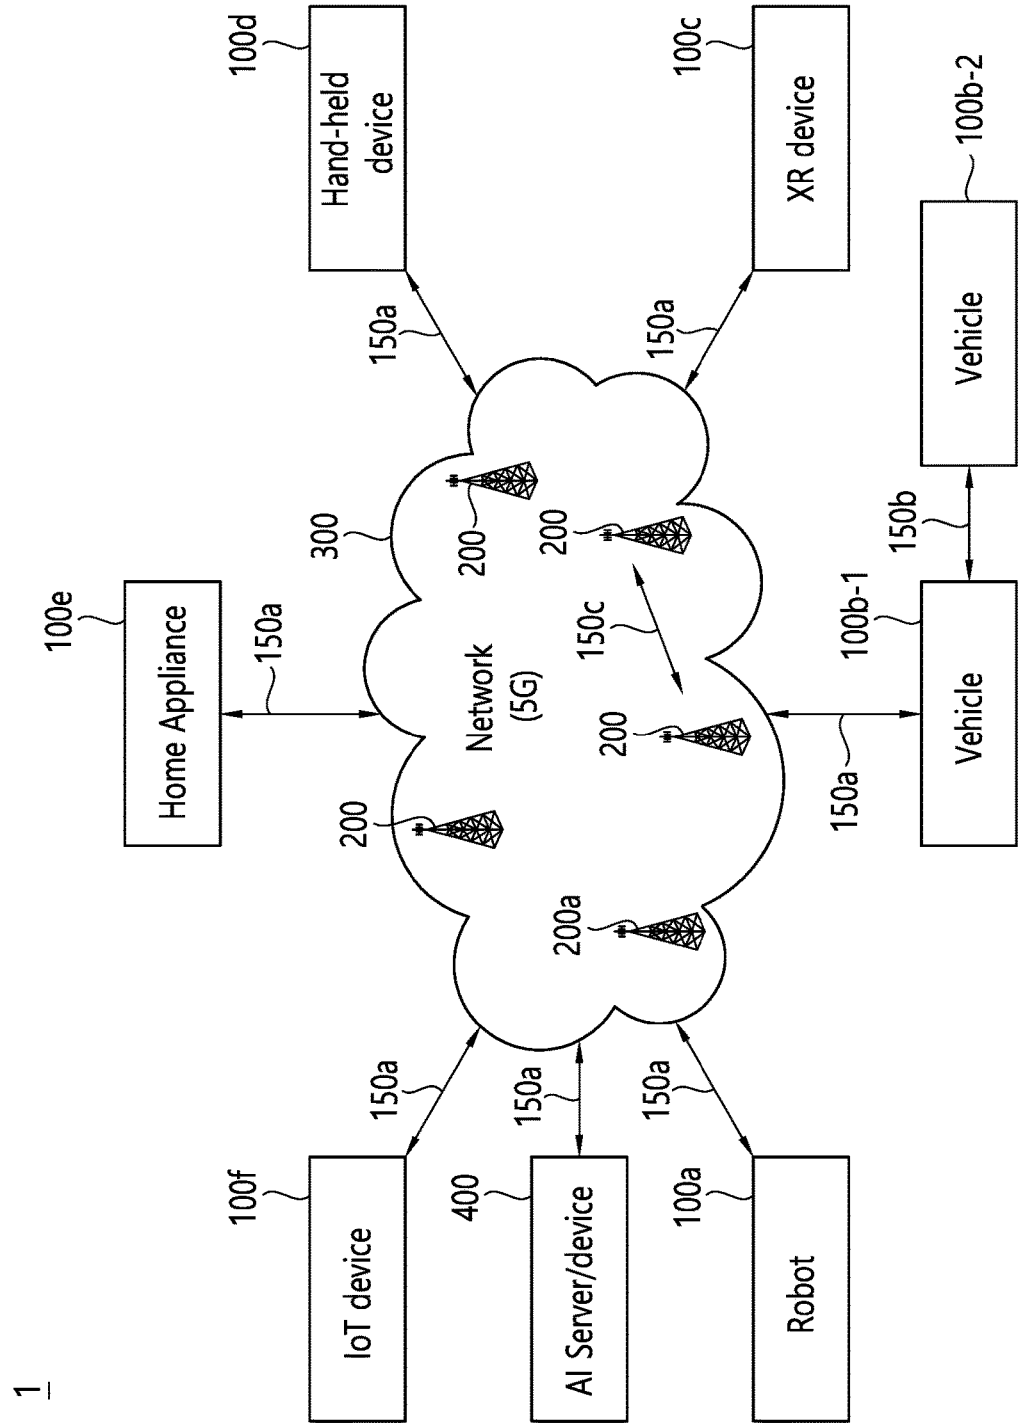 1
100e
Home Appliance
100f
100d
150a
300
Hand-held
device
IoT device
200
150a
150a
400
Network
(5G)
200
150a
200
200a
AI Server/device
150c
200
150a
150a
100a
100c
Robot
XR device
150a
100b-1
150b
Vehicle
Vehicle
100b-2